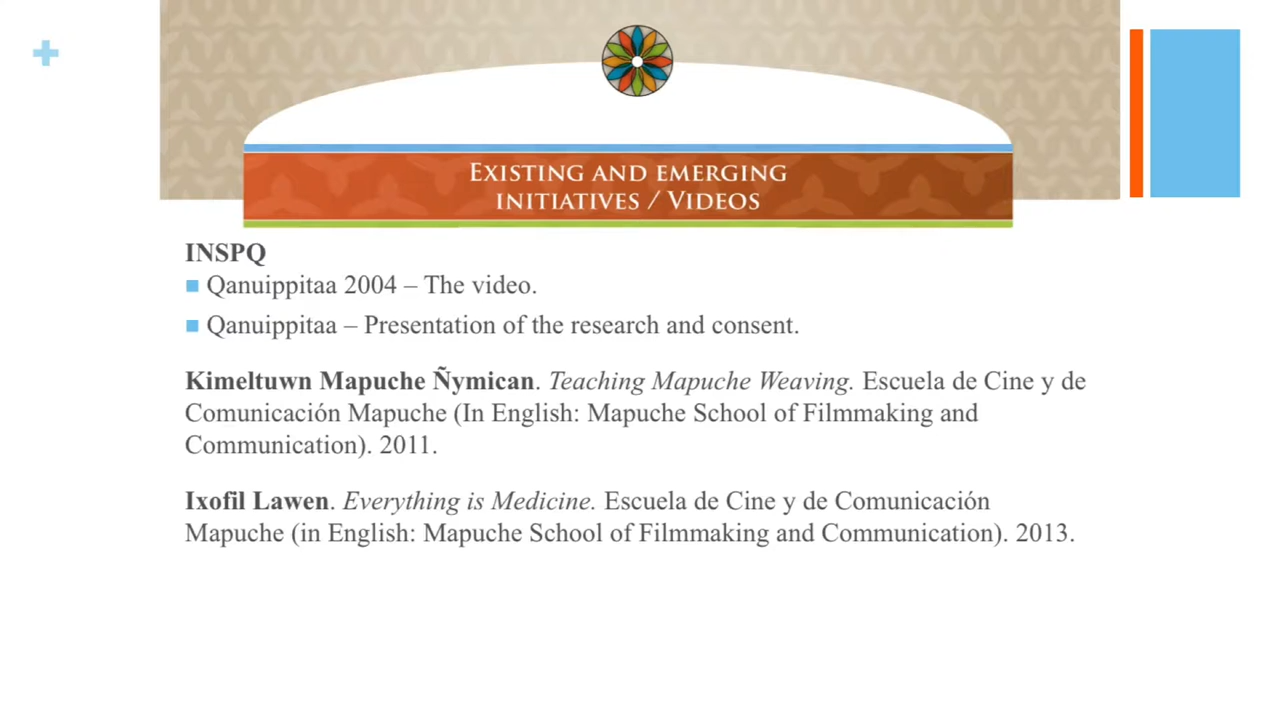 EXISTING AND EMERGING
INITIATIVES / VIDEOS
INSPQ
Qanuippitaa 2004 – The video.
Qanuippitaa – Presentation of the research and consent.
Kimeltuwn Mapuche Ñymican. Teaching Mapuche Weaving. Escuela de Cine y de
Comunicación Mapuche (In English: Mapuche School of Filmmaking and
Communication). 2011.
Ixofil Lawen. Everything is Medicine. Escuela de Cine y de Comunicación
Mapuche (in English: Mapuche School of Filmmaking and Communication). 2013.